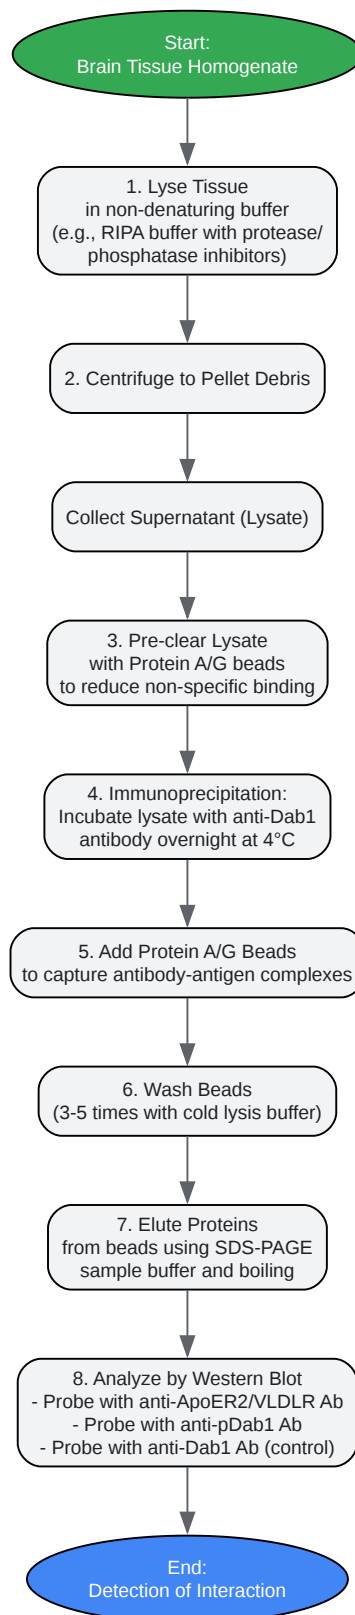 Start:
Brain Tissue Homogenate
1. Lyse Tissue
in non-denaturing buffer
(e.g., RIPA buffer with protease/
phosphatase inhibitors)
2. Centrifuge to Pellet Debris
Collect Supernatant (Lysate)
3. Pre-clear Lysate
with Protein A/G beads
to reduce non-specific binding
4. Immunoprecipitation:
Incubate lysate with anti-Dab1
antibody overnight at 4°C
5. Add Protein A/G Beads
to capture antibody-antigen complexes
6. Wash Beads
(3-5 times with cold lysis buffer)
7. Elute Proteins
from beads using SDS-PAGE
sample buffer and boiling
8. Analyze by Western Blot
- Probe with anti-ApoER2/VLDLR Ab
- Probe with anti-pDab1 Ab
- Probe with anti-Dab1 Ab (control)
End:
Detection of Interaction